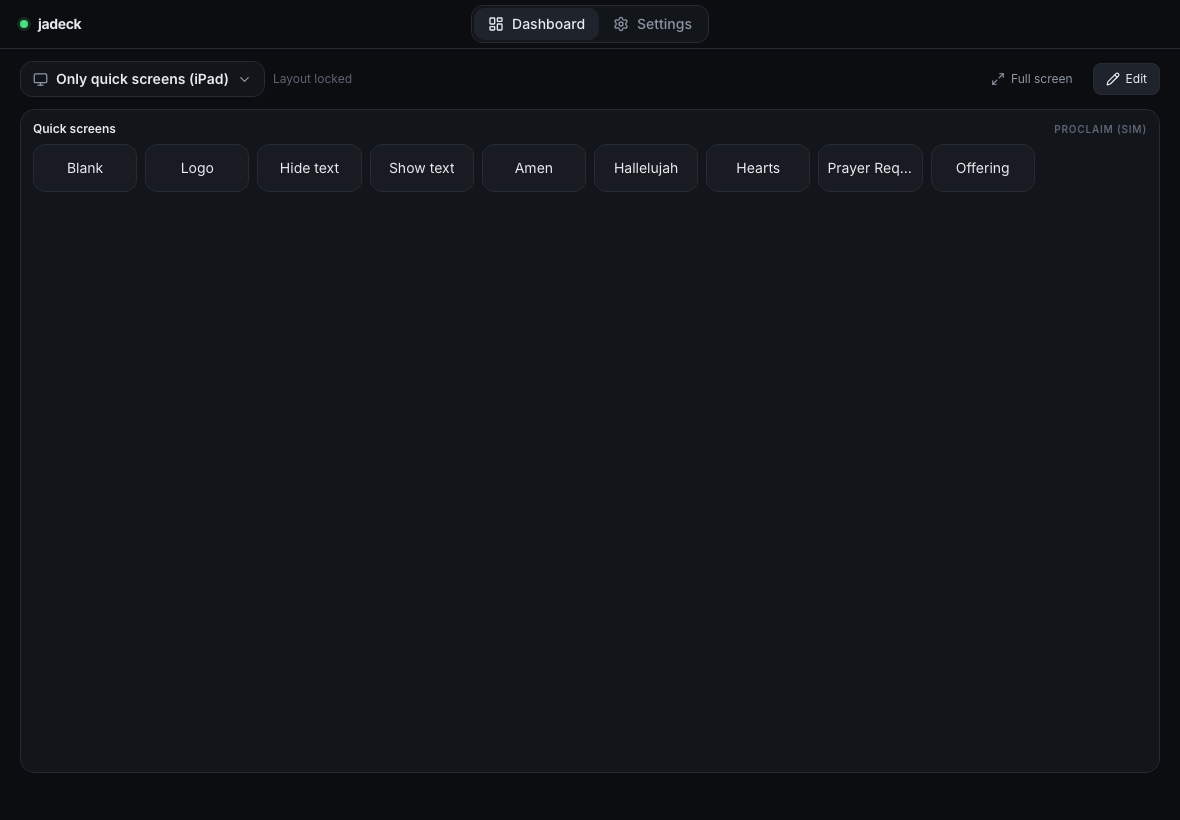 jadeck
Dashboard
Settings
Only quick screens (iPad)
Layout locked
Full screen
Edit
Quick screens
PROCLAIM (SIM)
Blank
Logo
Hide text
Show text
Amen
Hallelujah
Hearts
Prayer Req...
Offering